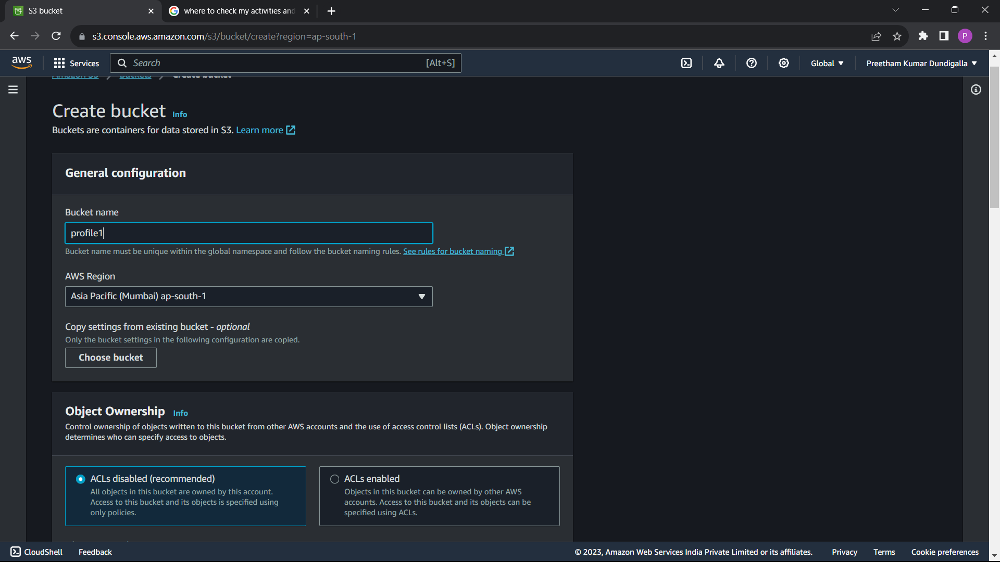 S3 bucket
where to check my activities and
s3.console.aws.amazon.com/s3/bucket/create?region=ap-south-1
P
aws
Services
Search
[Alt+S]
Global
Preetham Kumar Dundigalla
Amazon S3
Buckets
Create bucket
Create bucket Info
Buckets are containers for data stored in S3. Learn more
General configuration
Bucket name
profile1
Bucket name must be unique within the global namespace and follow the bucket naming rules. See rules for bucket naming
AWS Region
Asia Pacific (Mumbai) ap-south-1
Copy settings from existing bucket - optional
Only the bucket settings in the following configuration are copied.
Choose bucket
Object Ownership Info
Control ownership of objects written to this bucket from other AWS accounts and the use of access control lists (ACLs). Object ownership
determines who can specify access to objects.
ACLs disabled (recommended)
All objects in this bucket are owned by this account.
Access to this bucket and its objects is specified using
only policies.
ACLs enabled
Objects in this bucket can be owned by other AWS
accounts. Access to this bucket and its objects can be
specified using ACLs.
CloudShell
Feedback
© 2023, Amazon Web Services India Private Limited or its affiliates.
Privacy
Terms
Cookie preferences